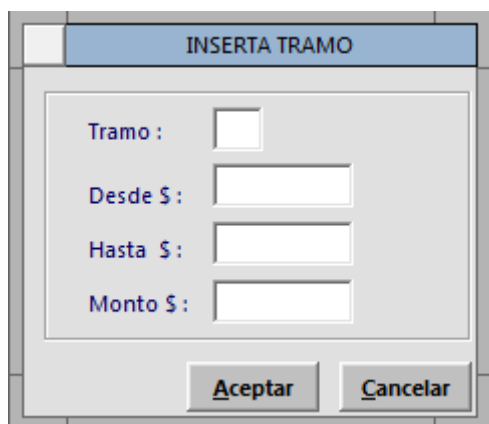 INSERTA TRAMO
Tramo :
Desde $ :
Hasta $ :
Monto $ :
Aceptar Cancelar